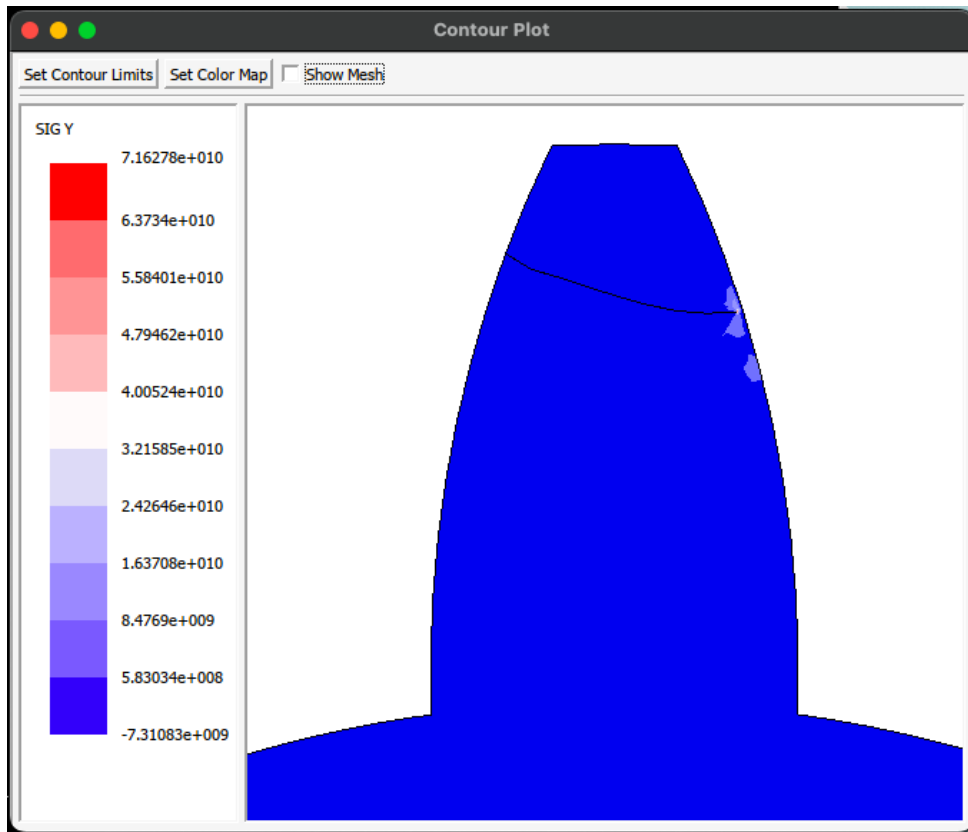 Contour Plot
Set Contour Limits Set Color Map Show Mesh
SIG Y
7.16278e+010
6.3734e+010
5.58401e+010
4.79462e+010
4.00524e+010
3.21585e+010
2.42646e+010
1.63708e+010
8.4769e+009
5.83034e+008
-7.31083e+009